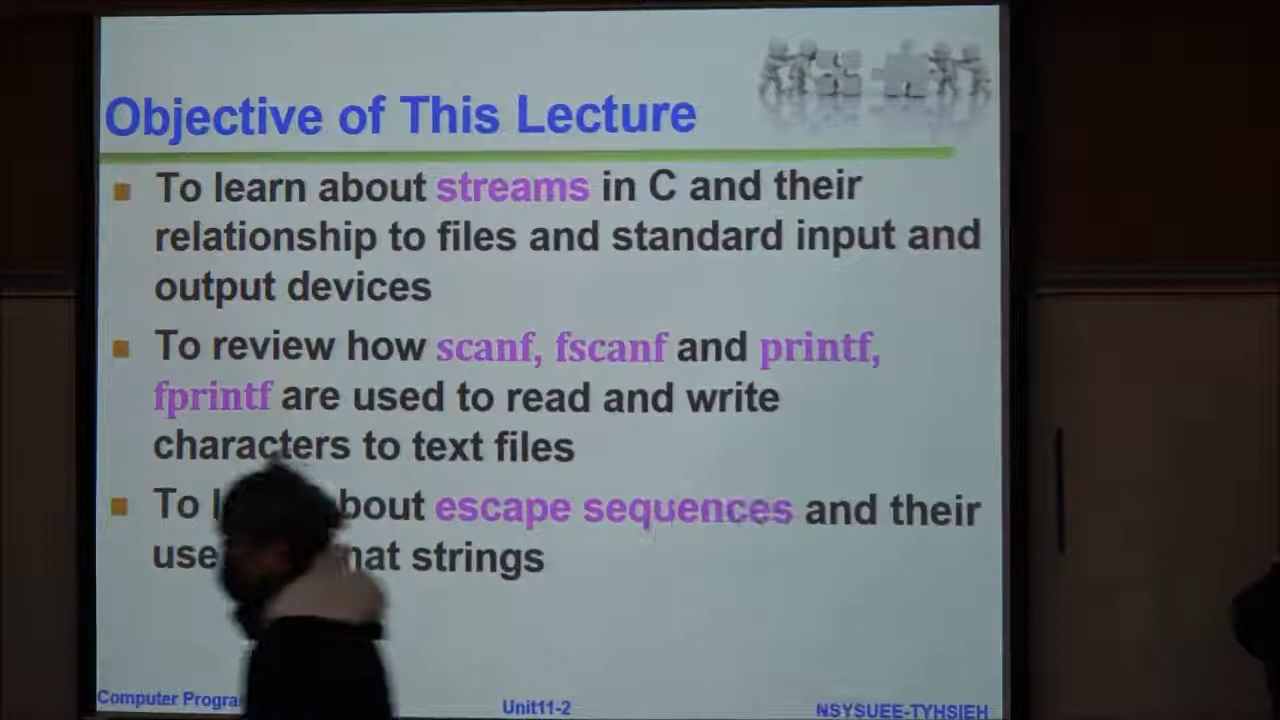 Objective of This Lecture
To learn about streams in C and their
relationship to files and standard input and
output devices
To review how scanf, fscanf and printf,
fprintf are used to read and write
characters to text files
To bout escape sequences and their
use strings
Computer
Unit11-2
NSYSUEE-TYHSIEH